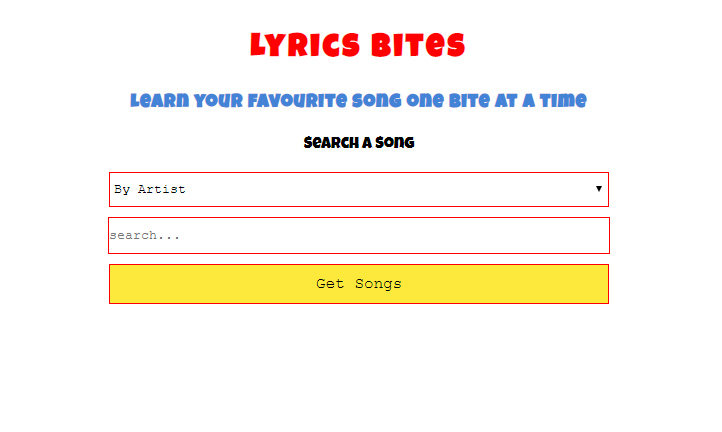 Lyrics Bites
Learn your favourite song one bite at a time
Search a song
By Artist
search...
Get Songs